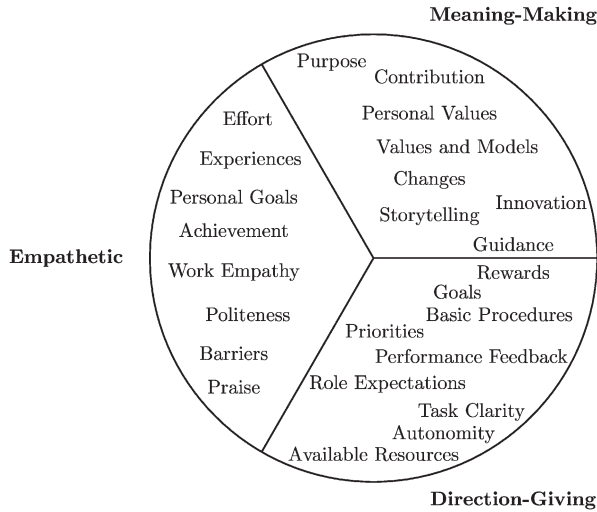 Meaning-Making
Purpose
Contribution
Personal Values
Values and Models
Changes
Innovation
Storytelling
Guidance
Empathetic
Effort
Experiences
Personal Goals
Achievement
Work Empathy
Politeness
Barriers
Praise
Rewards
Goals
Basic Procedures
Priorities
Performance Feedback
Role Expectations
Task Clarity
Autonomity
Available Resources
Direction-Giving